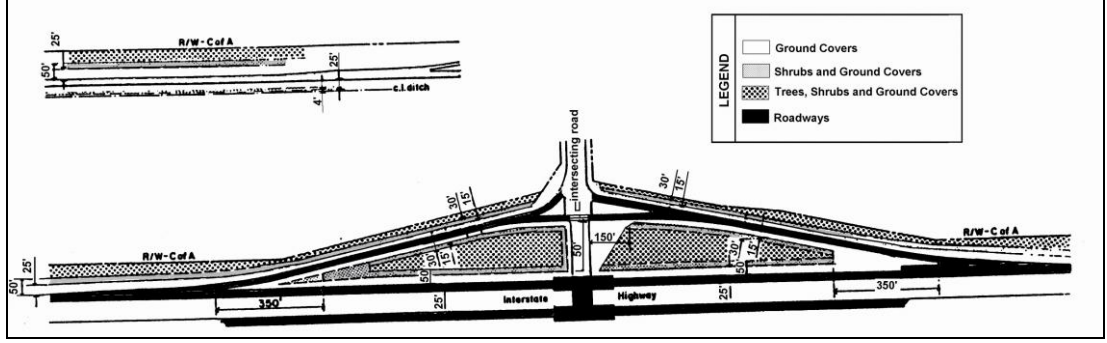 R/W-C of A
25'
50'
25'
4'
c.l. ditch
LEGEND
Ground Covers
Shrubs and Ground Covers
Trees, Shrubs and Ground Covers
Roadways
intersecting road
30'
15'
30'
15'
R/W-C of A
R/W-C of A
25'
50'
30'
15'
50'
50'
150'
30'
15'
50'
350'
25'
Interstate
Highway
25'
350'